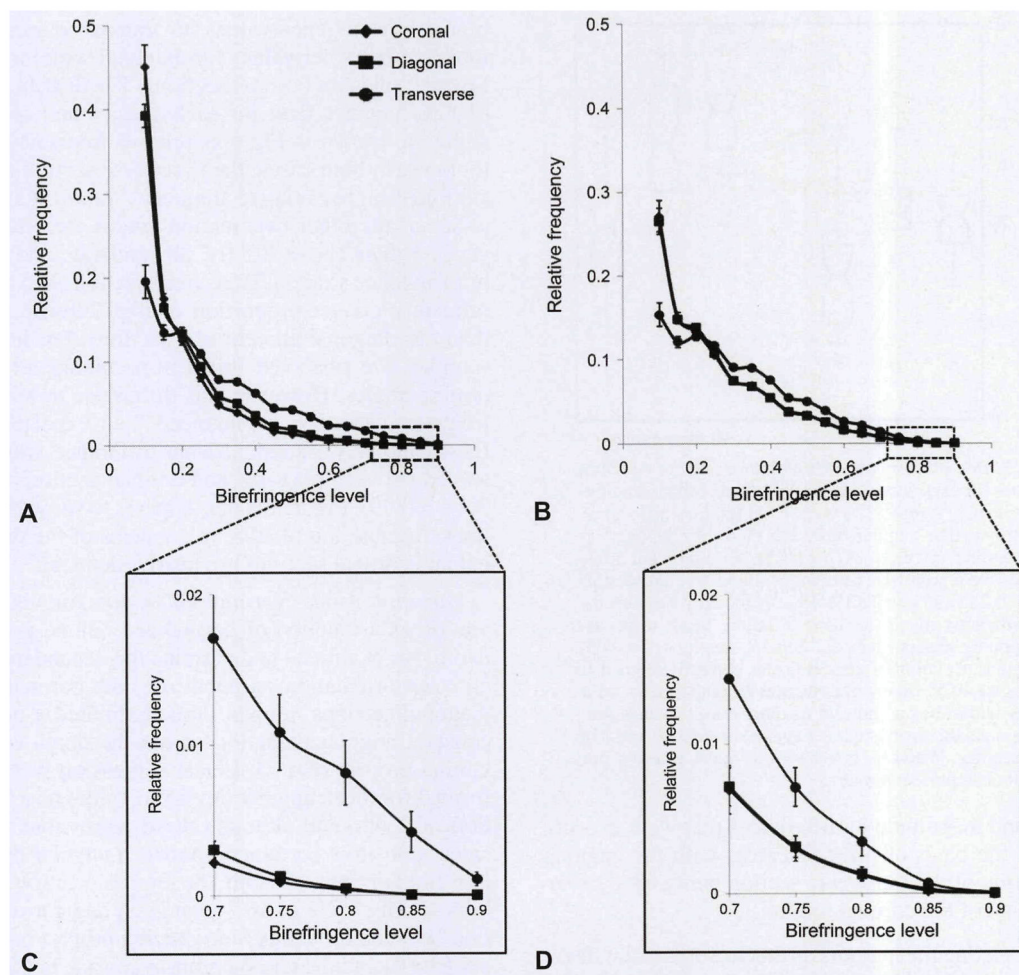 0.5
Coronal
Diagonal
Transverse
0.4
0.3
0.2
0.1
0
Relative frequency
0 0.2 0.4 0.6 0.8 1
Birefringence level
A
0.5
0.4
0.3
0.2
0.1
0
Relative frequency
0 0.2 0.4 0.6 0.8 1
Birefringence level
B
0.02
0.01
0
Relative frequency
0.7 0.75 0.8 0.85 0.9
Birefringence level
C
0.02
0.01
0
Relative frequency
0.7 0.75 0.8 0.85 0.9
Birefringence level
D